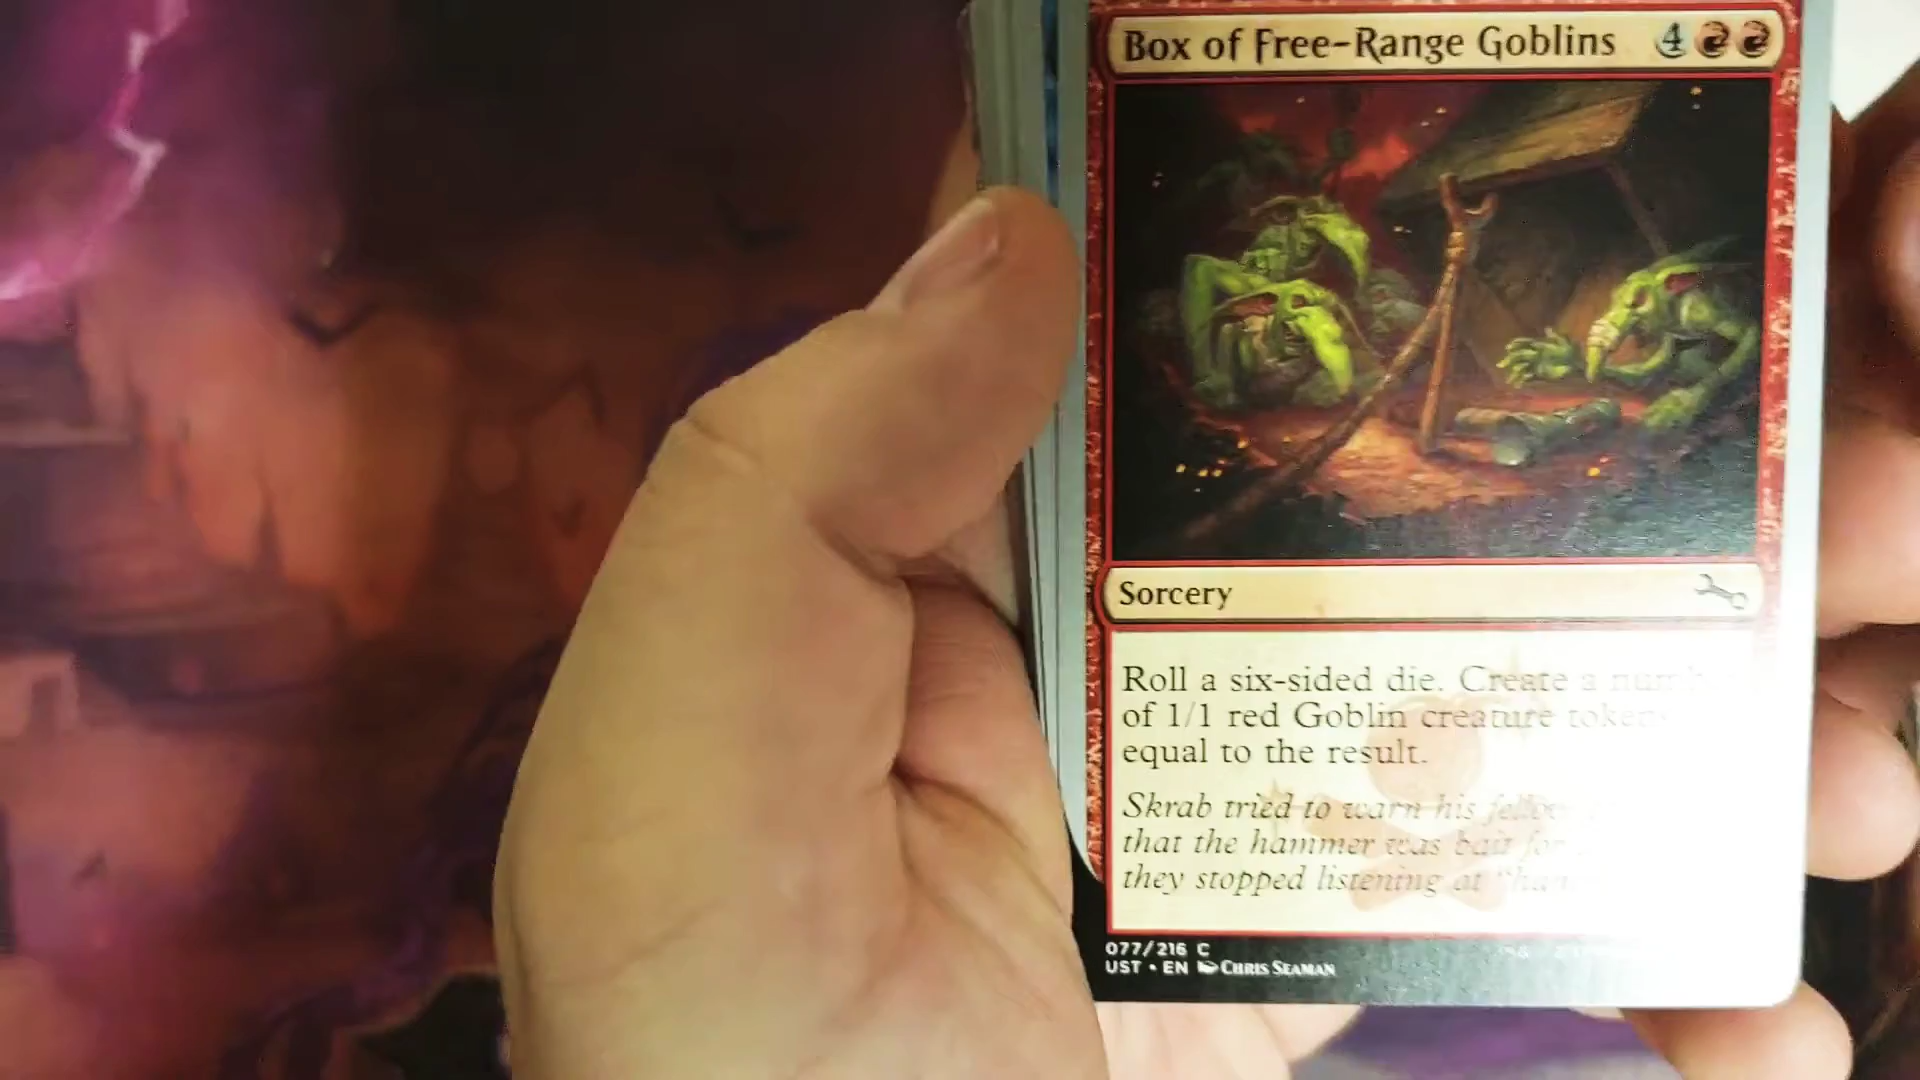 Box of Free-Range Goblins 4
Sorcery
Roll a six-sided die. Create a
of 1/1 red Goblin creature
equal to the result.
Skrab tried to warn his
that the hammer was bait for
they stopped listening at
077/216 C
UST • EN CHRIS SEAMAN